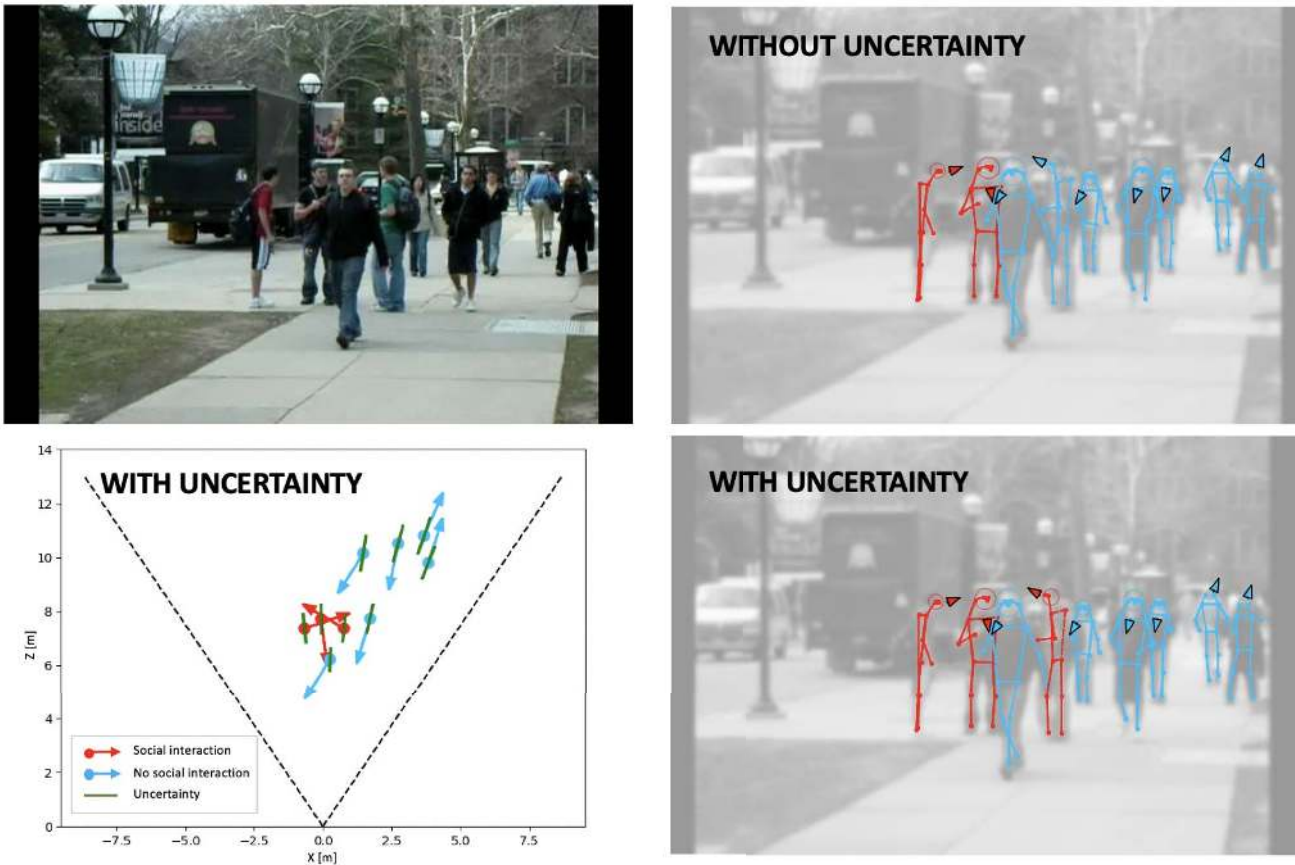 inside
WITHOUT UNCERTAINTY
WITH UNCERTAINTY
14
12
10
8
6
4
2
0
Z [m]
Social interaction
No social interaction
Uncertainty
-7.5
-5.0
-2.5
0.0
2.5
5.0
7.5
X [m]
WITH UNCERTAINTY